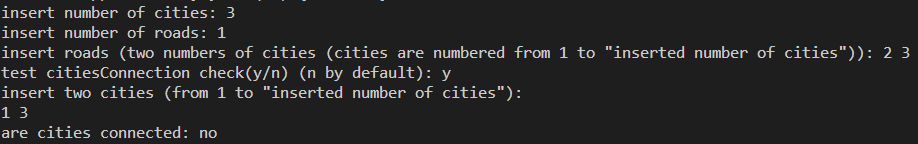 insert number of cities: 3
insert number of roads: 1
insert roads (two numbers of cities (cities are numbered from 1 to "inserted number of cities")): 2 3
test citiesConnection check(y/n) (n by default): y
insert two cities (from 1 to "inserted number of cities"):
1 3
are cities connected: no